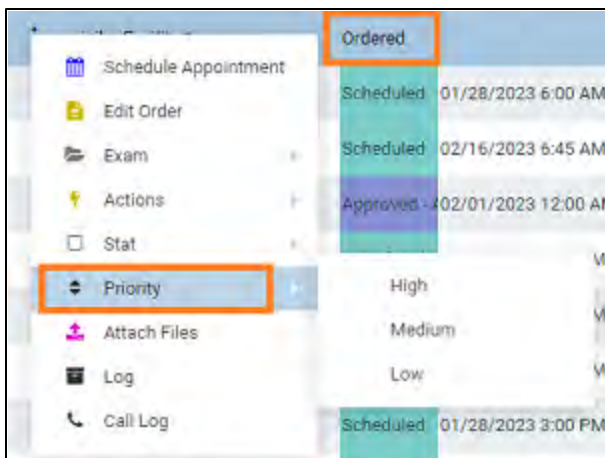 Ordered
Schedule Appointment
Scheduled 01/28/2023 6:00 AM
Edit Order
Exam
Scheduled 02/16/2023 6:45 AM
Actions
Approved - 02/01/2023 12:00 AM
Stat
Priority
High
Attach Files
Medium
Log
Low
Call Log
Scheduled 01/28/2023 3:00 PM